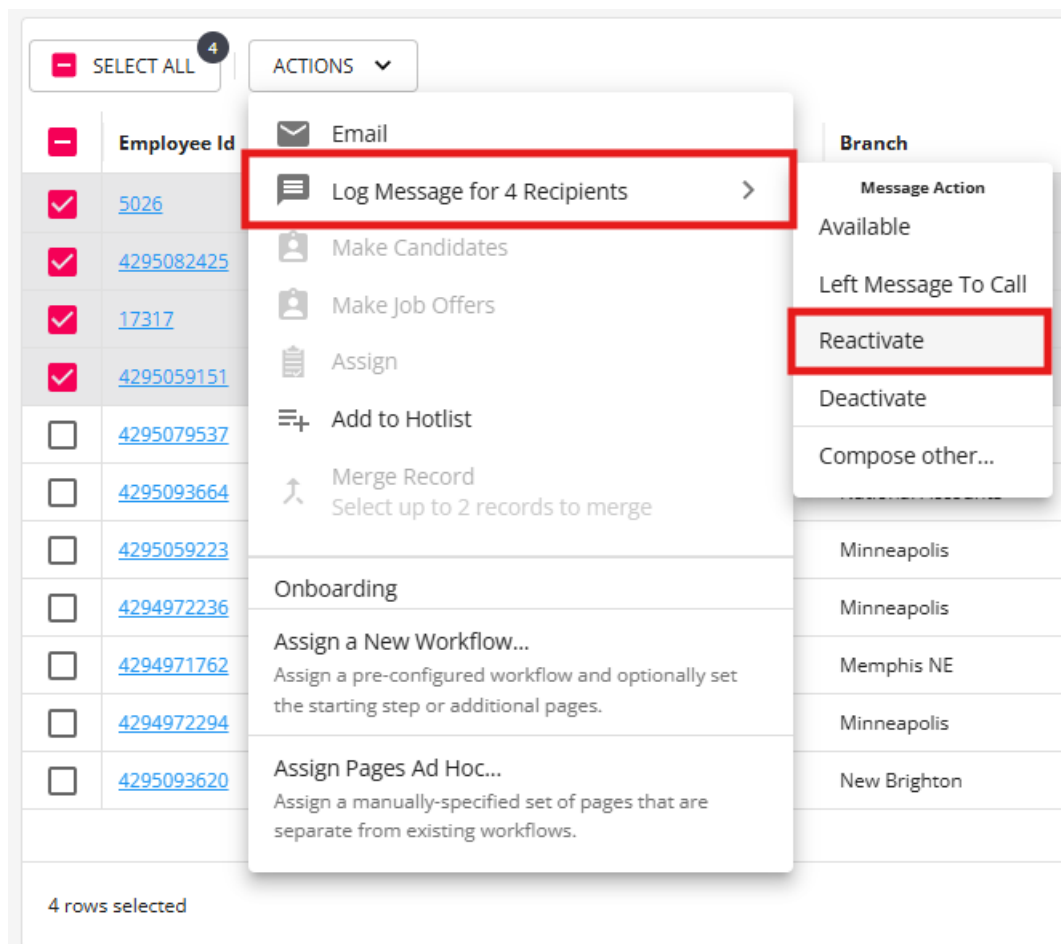 SELECT ALL
4
ACTIONS
Employee Id
Branch
5026
4295082425
17317
4295059151
4295079537
4295093664
4295059223
Minneapolis
4294972236
Minneapolis
4294971762
Memphis NE
4294972294
Minneapolis
4295093620
New Brighton
Email
Log Message for 4 Recipients
Make Candidates
Make Job Offers
Assign
Add to Hotlist
Merge Record
Select up to 2 records to merge
Onboarding
Assign a New Workflow...
Assign a pre-configured workflow and optionally set
the starting step or additional pages.
Assign Pages Ad Hoc...
Assign a manually-specified set of pages that are
separate from existing workflows.
Message Action
Available
Left Message To Call
Reactivate
Deactivate
Compose other...
4 rows selected